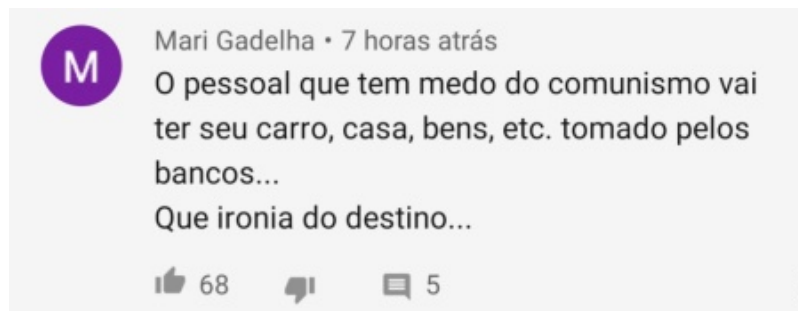 M
Mari Gadelha • 7 horas atrás
O pessoal que tem medo do comunismo vai
ter seu carro, casa, bens, etc. tomado pelos
bancos...
Que ironia do destino...
68 5